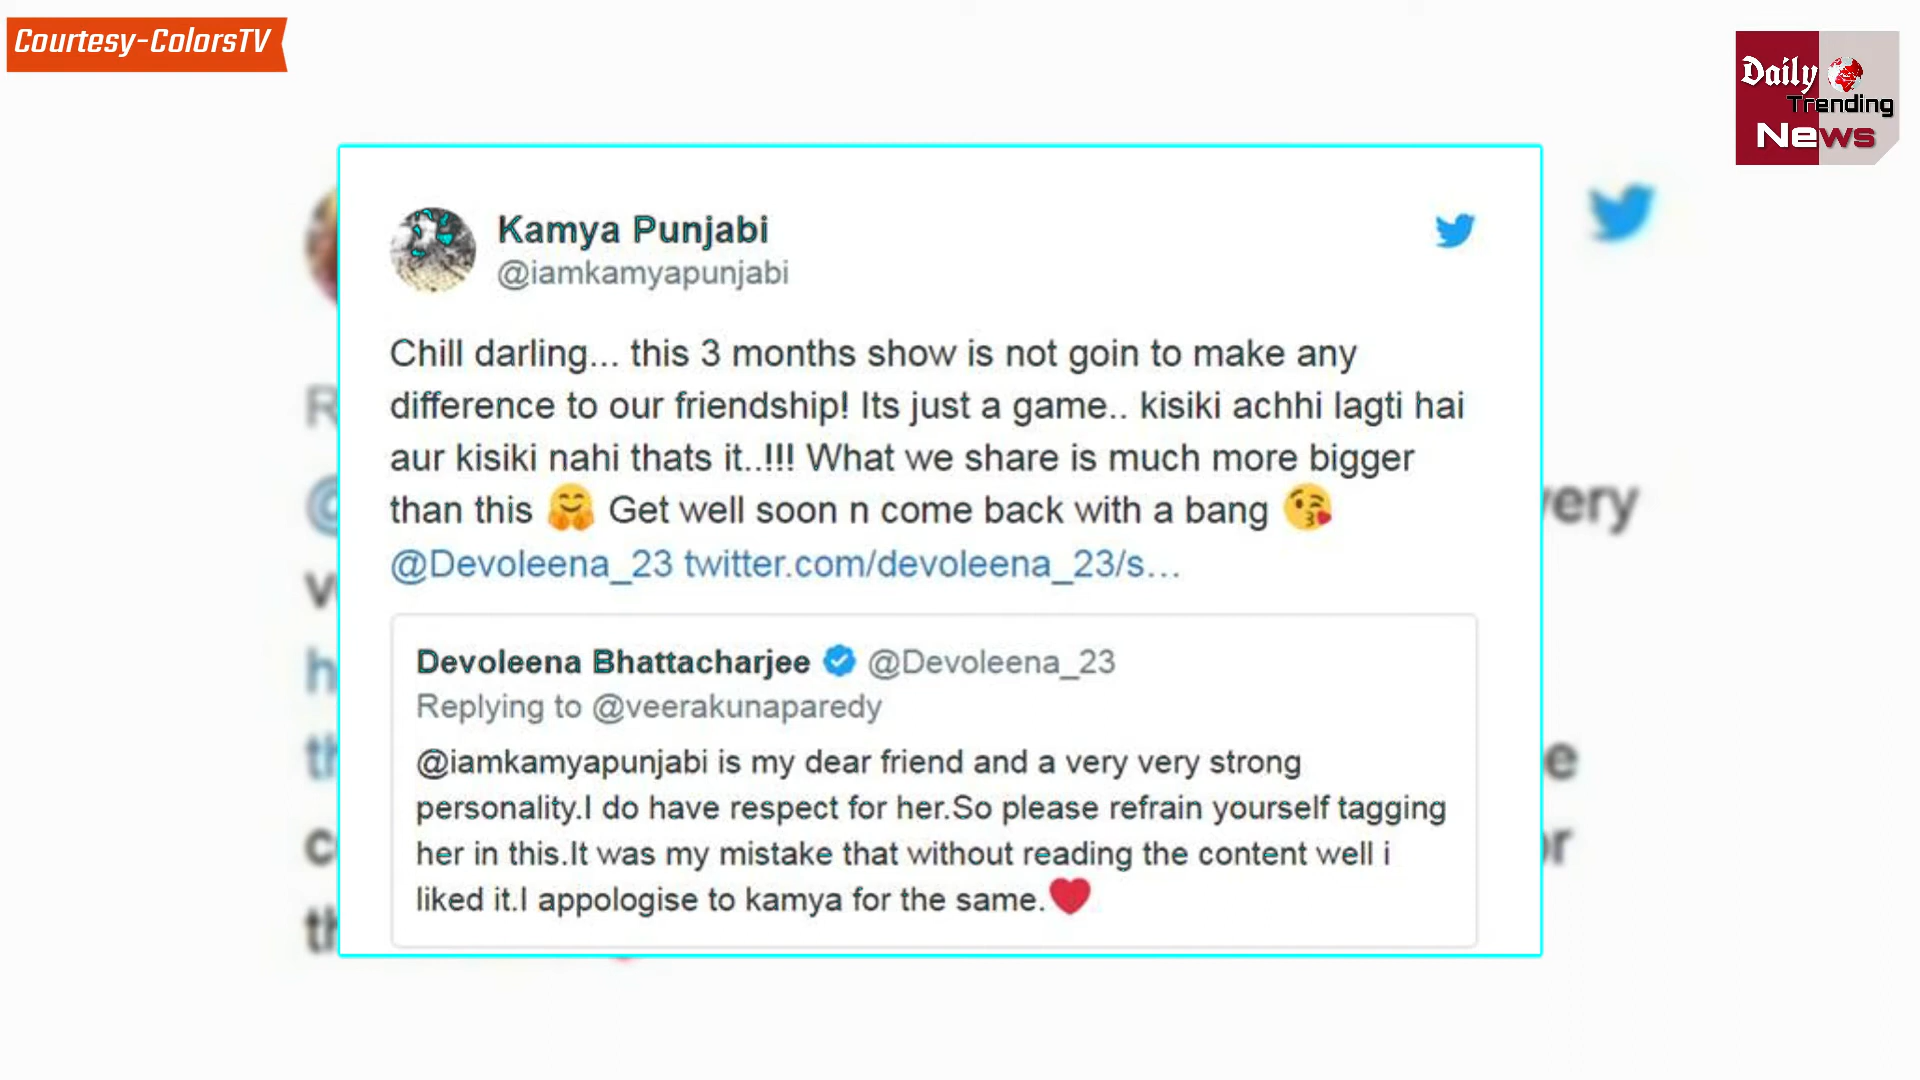 Courtesy-ColorsTV
Daily
Trending
News
Kamya Punjabi
@iamkamyapunjabi
Chill darling... this 3 months show is not goin to make any
difference to our friendship! Its just a game.. kisiki achhi lagti hai
aur kisiki nahi thats it..!!! What we share is much more bigger
than this 🤗 Get well soon n come back with a bang 😘
@Devoleena_23 twitter.com/devoleena_23/s...
Devoleena Bhattacharjee @Devoleena_23
Replying to @veerakunaparedy
@iamkamyapunjabi is my dear friend and a very very strong
personality.I do have respect for her.So please refrain yourself tagging
her in this.It was my mistake that without reading the content well i
liked it.I appologise to kamya for the same.❤